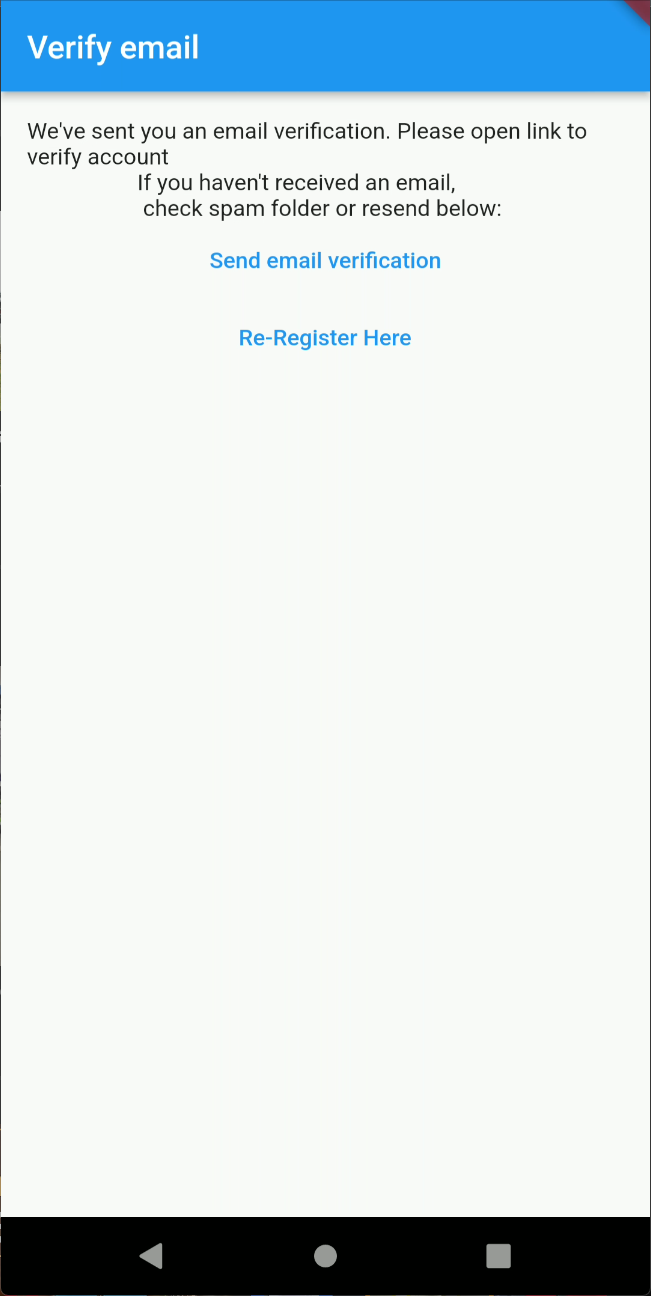 Verify email
We've sent you an email verification. Please open link to
verify account
If you haven't received an email,
check spam folder or resend below:
Send email verification
Re-Register Here